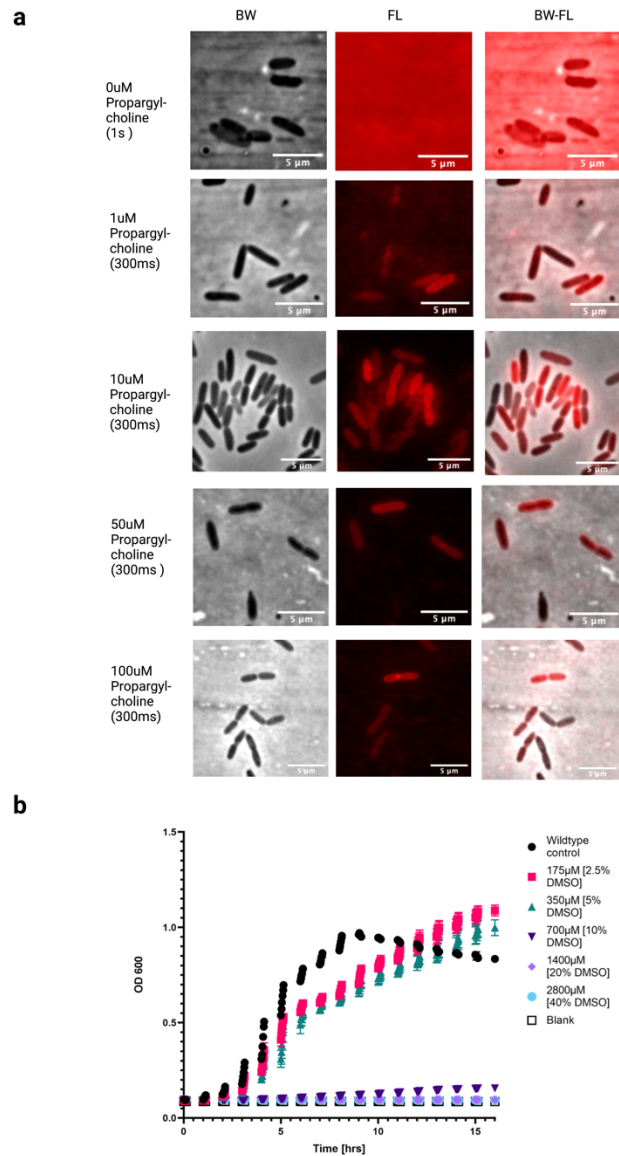 a
BW
FL
BW-FL
0uM
Propargyl-
choline
(1s )
5 μm
5 μm
5 μm
1uM
Propargyl-
choline
(300ms)
5 μm
5 μm
5 μm
10uM
Propargyl-
choline
(300ms)
5 μm
5 μm
5 μm
50uM
Propargyl-
choline
(300ms )
5 μm
5 μm
5 μm
100uM
Propargyl-
choline
(300ms)
5 μm
5 μm
5 μm
b
1.5
1.0
0.5
0.0
0
5
10
15
OD 600
Time [hrs]
Wildtype
control
175μM [2.5%
DMSO]
350μM [5%
DMSO]
700μM [10%
DMSO]
1400μM
[20% DMSO]
2800μM
[40% DMSO]
Blank